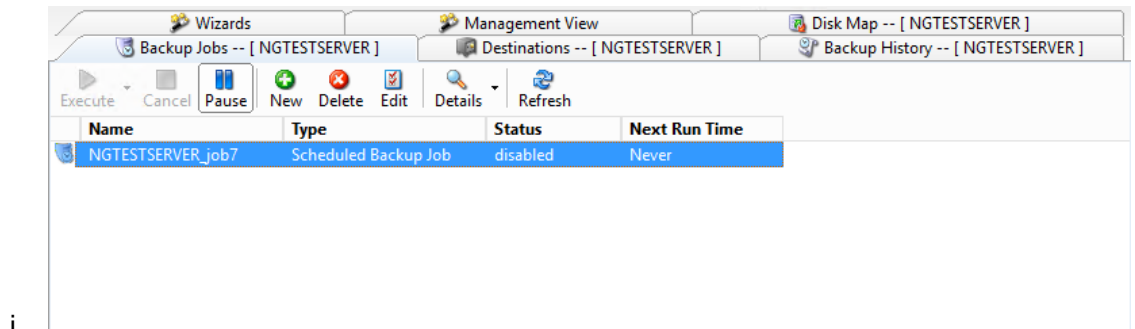 Wizards Management View Disk Map -- [ NGTESTSERVER ]
Backup Jobs -- [ NGTESTSERVER ] Destinations -- [ NGTESTSERVER ] Backup History -- [ NGTESTSERVER ]
Execute Cancel Pause New Delete Edit Details Refresh
Name Type Status Next Run Time
NGTESTSERVER_job7 Scheduled Backup Job disabled Never
i